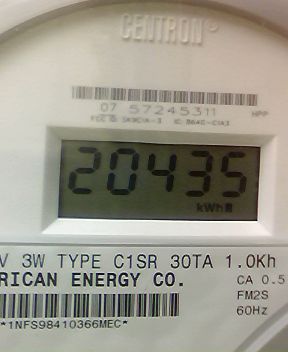 CENTRON®
07 57245311 HPP
20435
kWh
V 3W TYPE C1SR 30TA 1.0Kh
RICAN ENERGY CO.
CA 0.5
FM2S
60Hz
*1NFS98410366MEC*